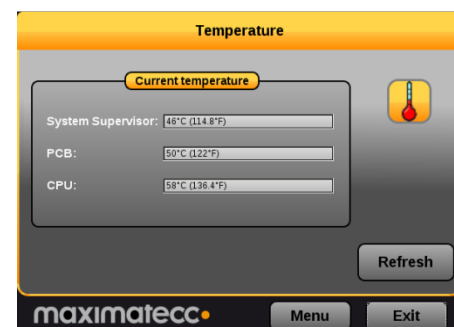 Temperature
Current temperature
System Supervisor: 46°C (114.8°F)
PCB: 50°C (122°F)
CPU: 58°C (136.4°F)
Refresh
maximatecc Menu Exit